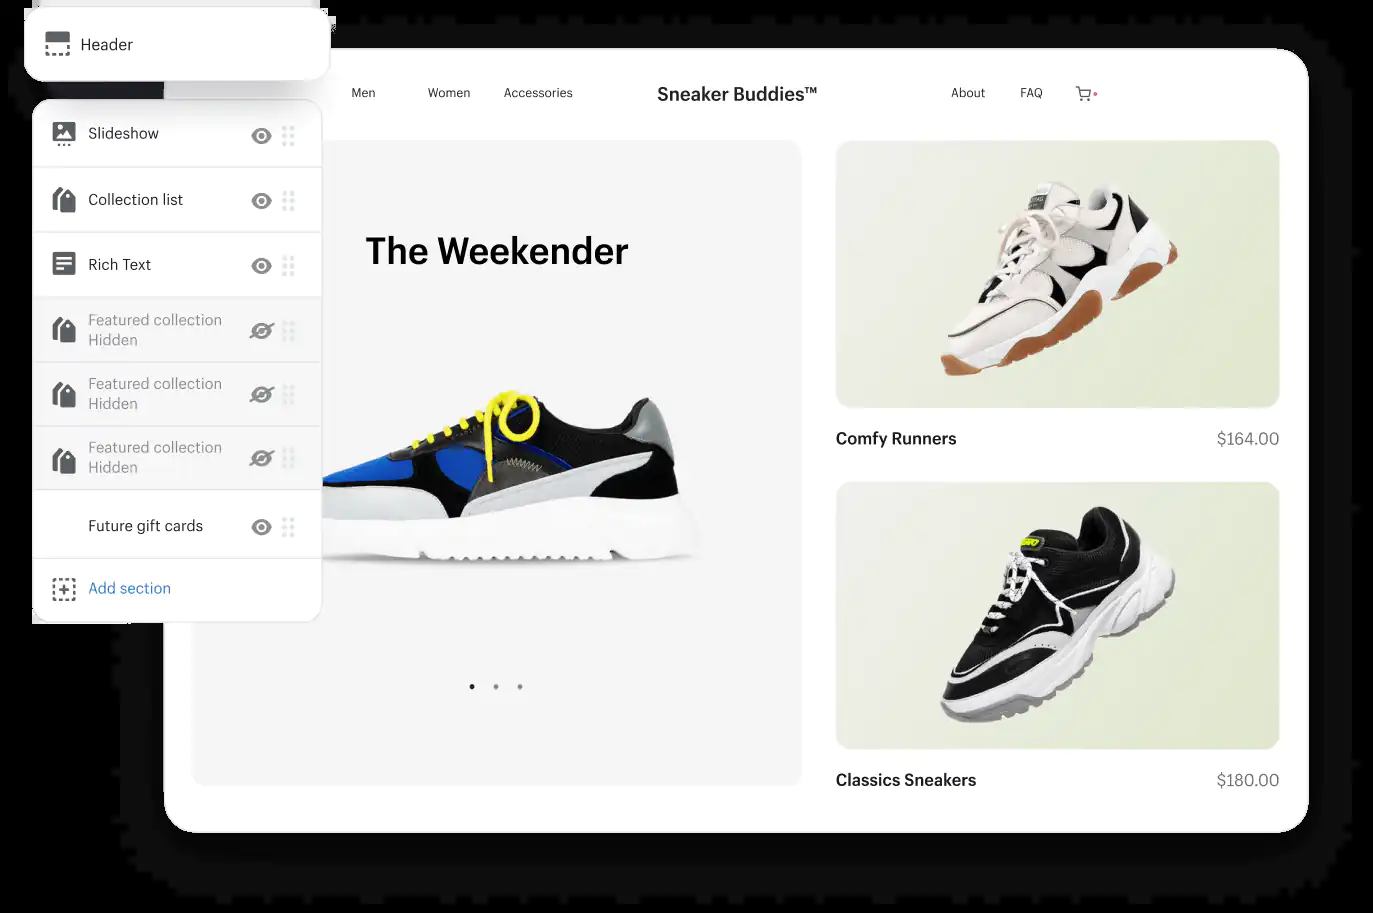 Header
Men
Women
Accessories
Sneaker Buddies™
About
FAQ
Slideshow
Collection list
Rich Text
Featured collection
Hidden
Featured collection
Hidden
Featured collection
Hidden
Future gift cards
Add section
The Weekender
Comfy Runners
$164.00
Classics Sneakers
$180.00